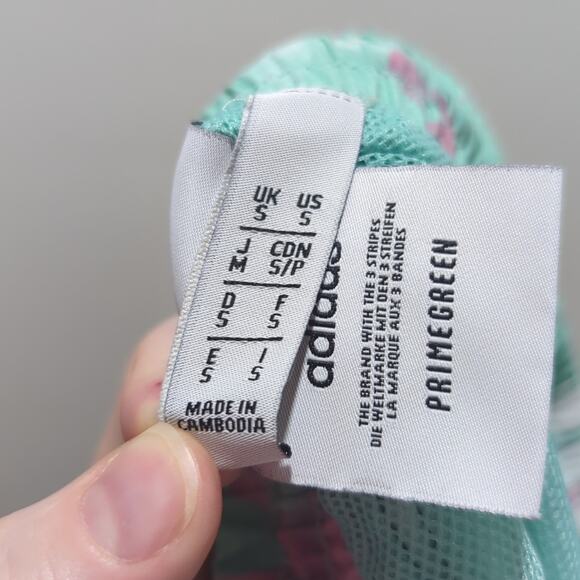 UK US
S S
J CDN
M S/P
D F
S S
E I
S S
MADE IN
CAMBODIA
adidas
THE BRAND WITH THE 3 STRIPES
DIE WELTMARKE MIT DEN 3 STREIFEN
LA MARQUE AUX 3 BANDES
PRIMEGREEN